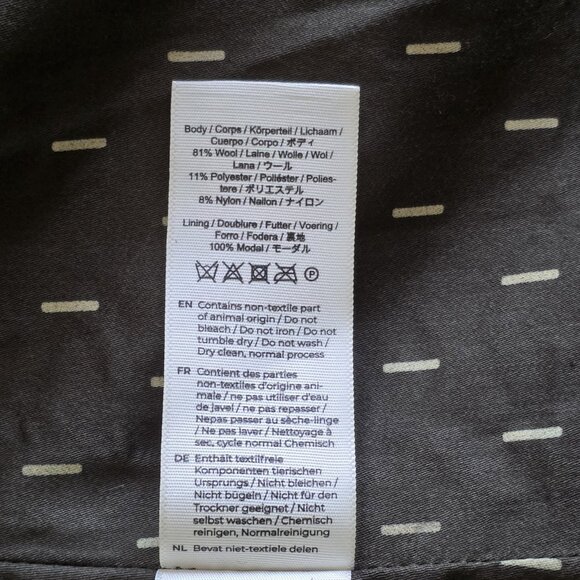 Body / Corps / Körperteil / Lichaam /
Cuerpo / Corpo / ボディ
81% Wool / Laine / Wolle / Wol /
Lana / ウール
11% Polyester / Poliéster / Polies-
tere / ポリエステル
8% Nylon / Nailon / ナイロン
Lining / Doublure / Futter / Voering /
Forro / Fodera / 裏地
100% Modal / モーダル
P
EN Contains non-textile part
of animal origin / Do not
bleach / Do not iron / Do not
tumble dry / Do not wash /
Dry clean, normal process
FR Contient des parties
non-textiles d'origine ani-
male / ne pas utiliser d'eau
de javel / ne pas repasser /
Nepas passer au sèche-linge
/ Ne pas laver / Nettoyage à
sec, cycle normal Chemisch
DE Enthält textilfreie
Komponenten tierischen
Ursprungs / Nicht bleichen /
Nicht bügeln / Nicht für den
Trockner geeignet / Nicht
selbst waschen / Chemisch
reinigen, Normalreinigung
NL Bevat niet-textiele delen